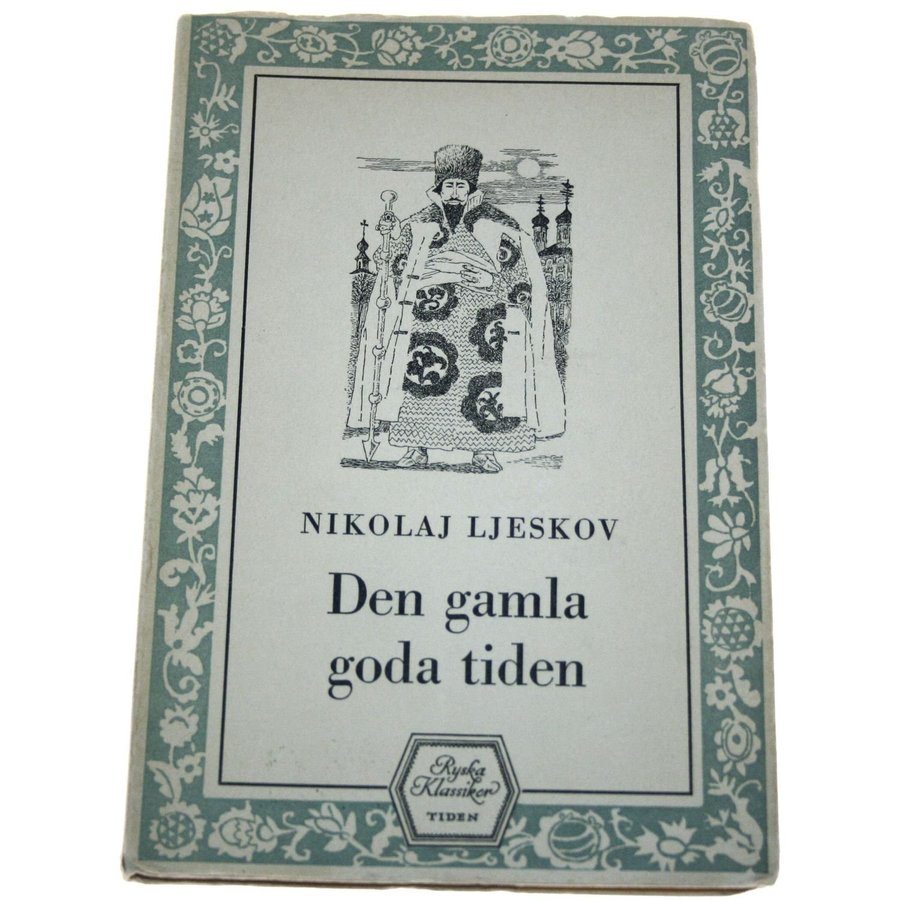 NIKOLAJ LJESKOV
Den gamla
goda tiden
Ryska
Klassiker
TIDEN